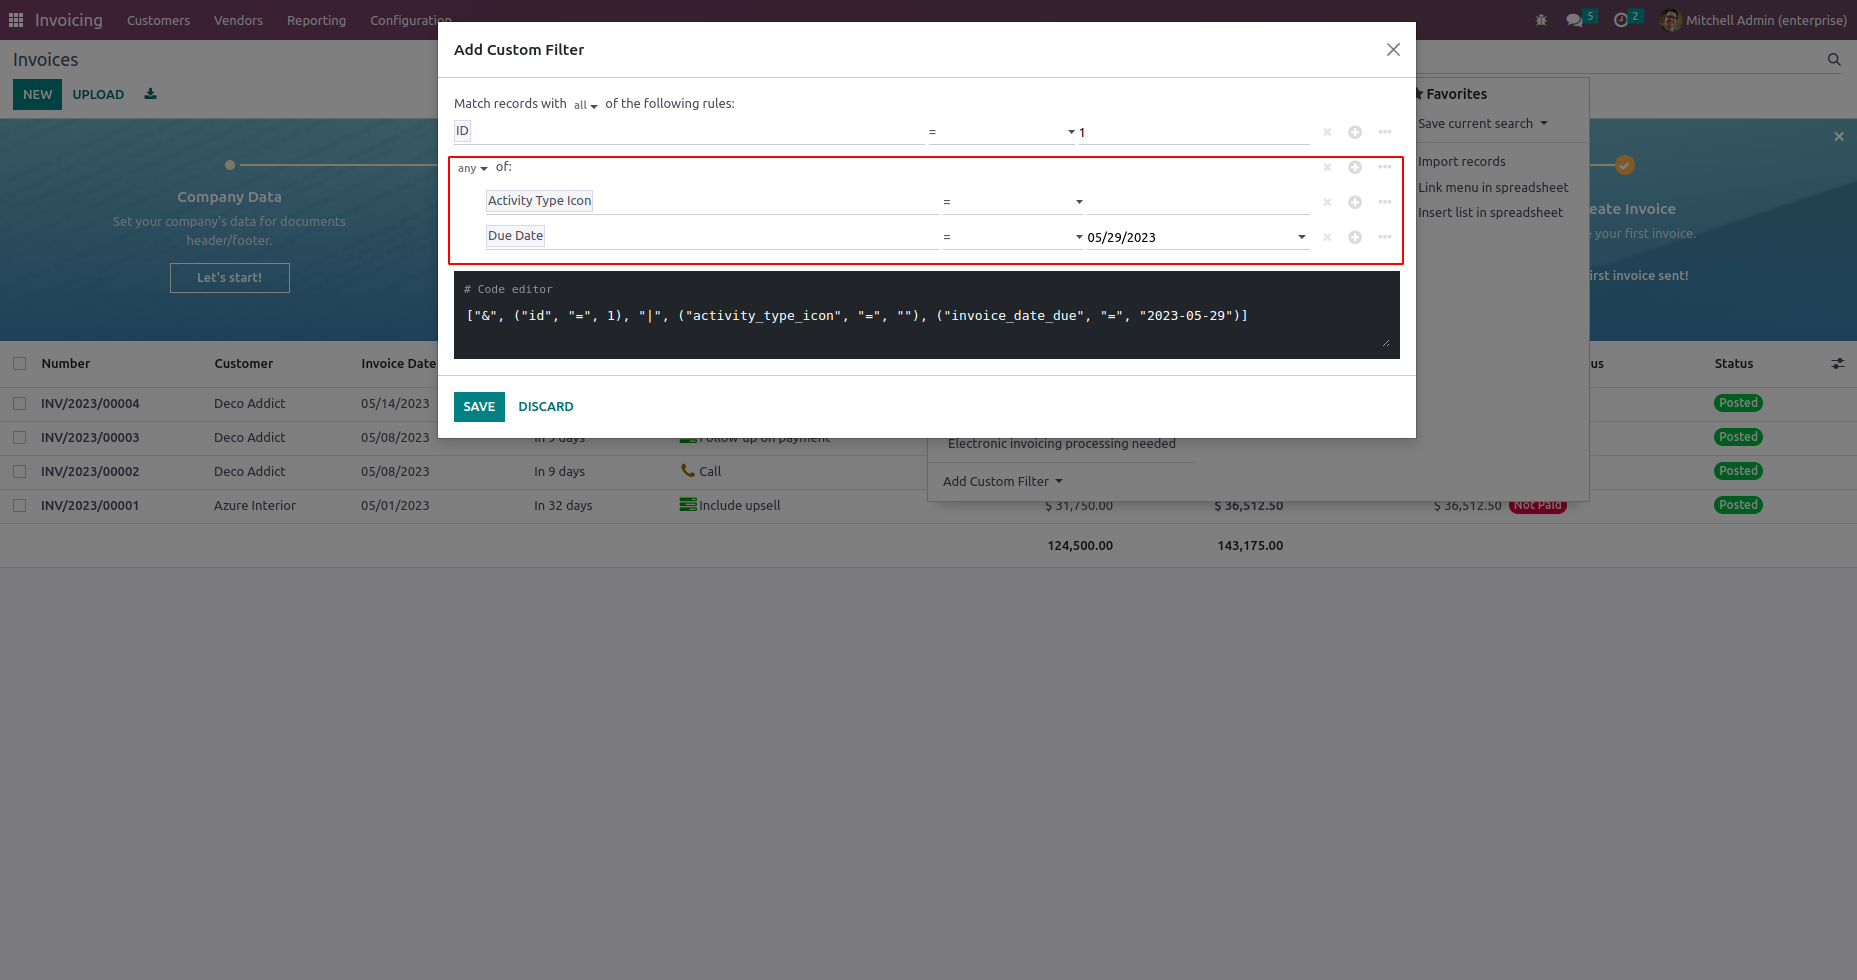 Invoicing Customers Vendors Reporting Configuration 5 2 Mitchell Admin (enterprise)
Invoices
NEW UPLOAD
Add Custom Filter
Match records with all of the following rules:
ID = 1
any of:
Activity Type Icon =
Due Date = 05/29/2023
# Code editor
["&", ("id", "=", 1), "|", ("activity_type_icon", "=", ""), ("invoice_date_due", "=", "2023-05-29")]
SAVE DISCARD
Favorites
Save current search
Import records
Link menu in spreadsheet
Insert list in spreadsheet
Company Data
Set your company's data for documents
header/footer.
Let's start!
eate Invoice
your first invoice.
irst invoice sent!
Number Customer Invoice Date us Status
INV/2023/00004 Deco Addict 05/14/2023 Posted
INV/2023/00003 Deco Addict 05/08/2023 In 9 days Follow-up on payment Posted
Electronic invoicing processing needed
INV/2023/00002 Deco Addict 05/08/2023 In 9 days Call Posted
Add Custom Filter
INV/2023/00001 Azure Interior 05/01/2023 In 32 days Include upsell $ 31,750.00 $ 36,512.50 $ 36,512.50 Not Paid Posted
124,500.00 143,175.00